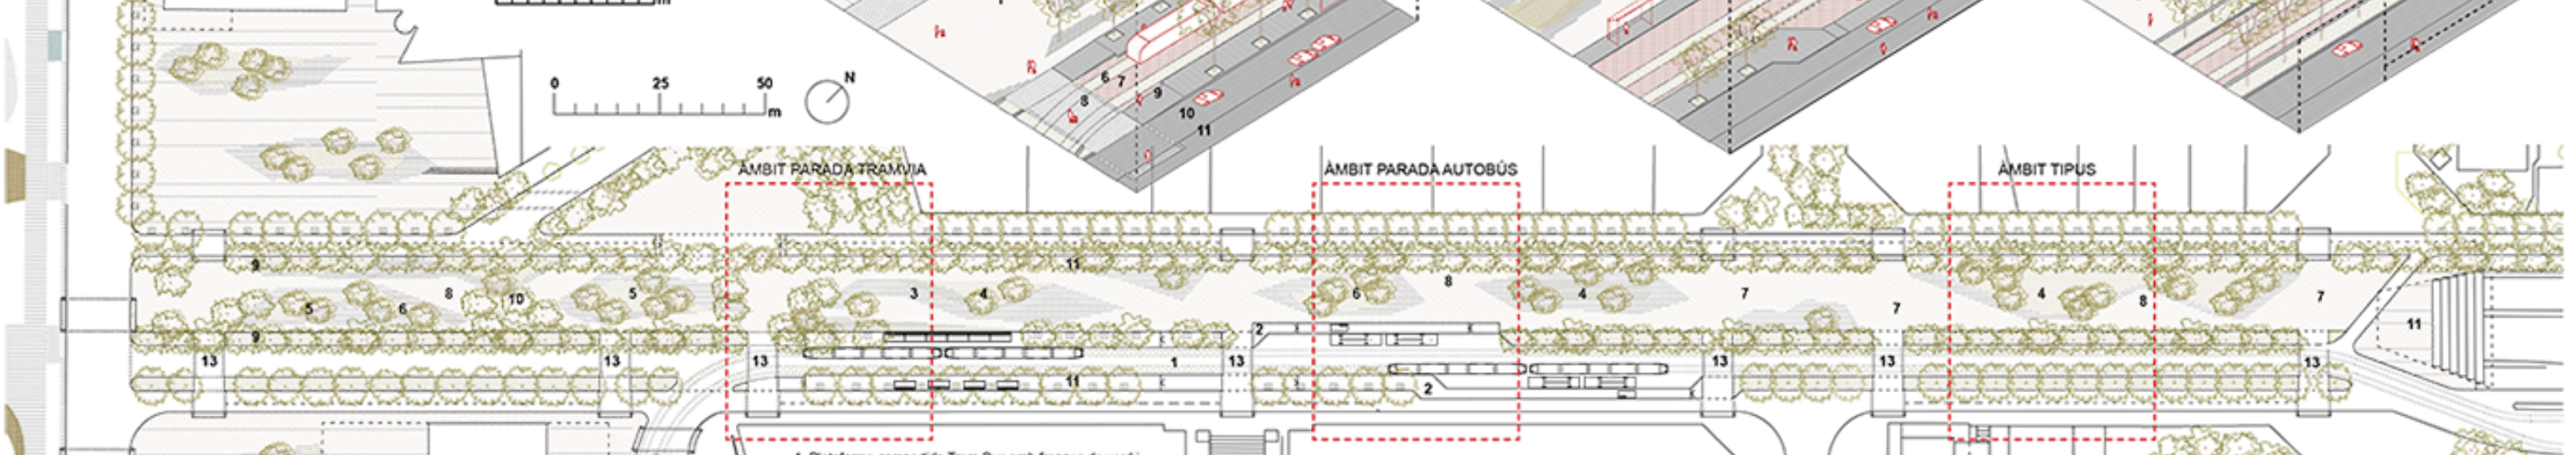 m
0 25 50
m
N
6 7
8 9
10
11
ÀMBIT PARADA TRAMVIA
ÀMBIT PARADA AUTOBÚS
ÀMBIT TIPUS
9 11
5 6 8 10 5 3 4 6 8 4 7 7 4 8 7
9 2 11
13 13 13 1 13 13 13 13
11 2